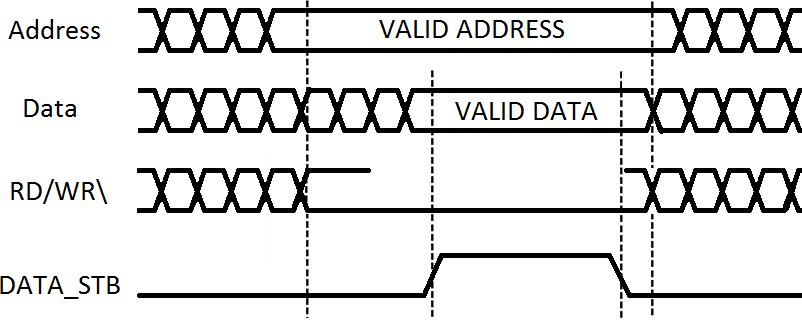 Address
VALID ADDRESS
Data
VALID DATA
RD/WR\
DATA_STB